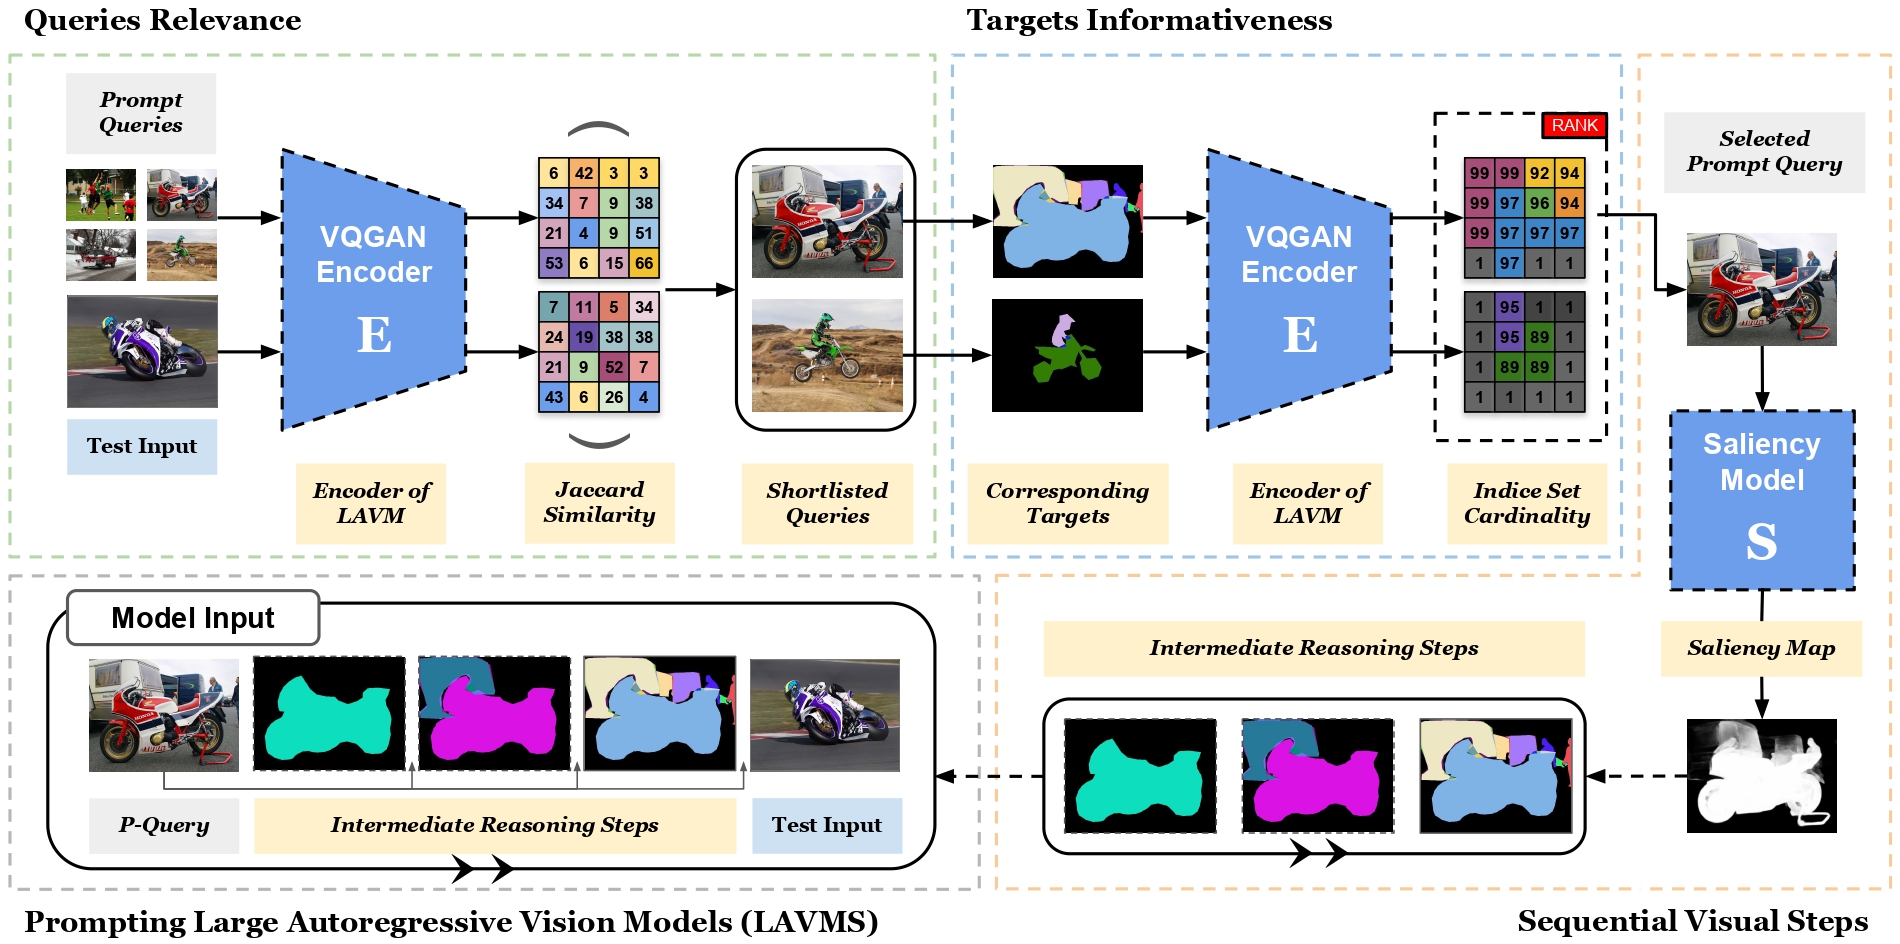 Queries Relevance
Targets Informativeness
Prompt
Queries
Test Input
VQGAN
Encoder
E
Encoder of
LAVM
6 42 3 3
34 7 9 38
21 4 9 51
53 6 15 66
7 11 5 34
24 19 38 38
21 9 52 7
43 6 26 4
Jaccard
Similarity
Shortlisted
Queries
Corresponding
Targets
VQGAN
Encoder
E
Encoder of
LAVM
RANK
99 99 92 94
99 97 96 94
99 97 97 97
1 97 1 1
1 95 1 1
1 95 89 1
1 89 89 1
1 1 1 1
Indice Set
Cardinality
Selected
Prompt Query
Saliency
Model
S
Saliency Map
Intermediate Reasoning Steps
Model Input
P-Query
Intermediate Reasoning Steps
Test Input
Prompting Large Autoregressive Vision Models (LAVMS)
Sequential Visual Steps